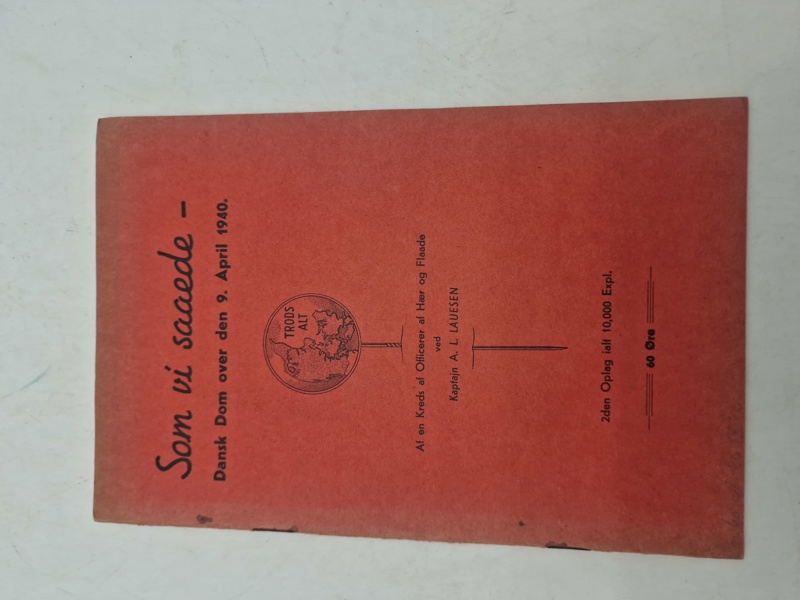 Som vi saaede –
Dansk Dom over den 9. April 1940.
TRODS
ALT
Af en Kreds af Officerer af Hær og Flaade
ved
Kaptajn A. L. LAUESEN
2den Oplag ialt 10,000 Expl.
60 Øre